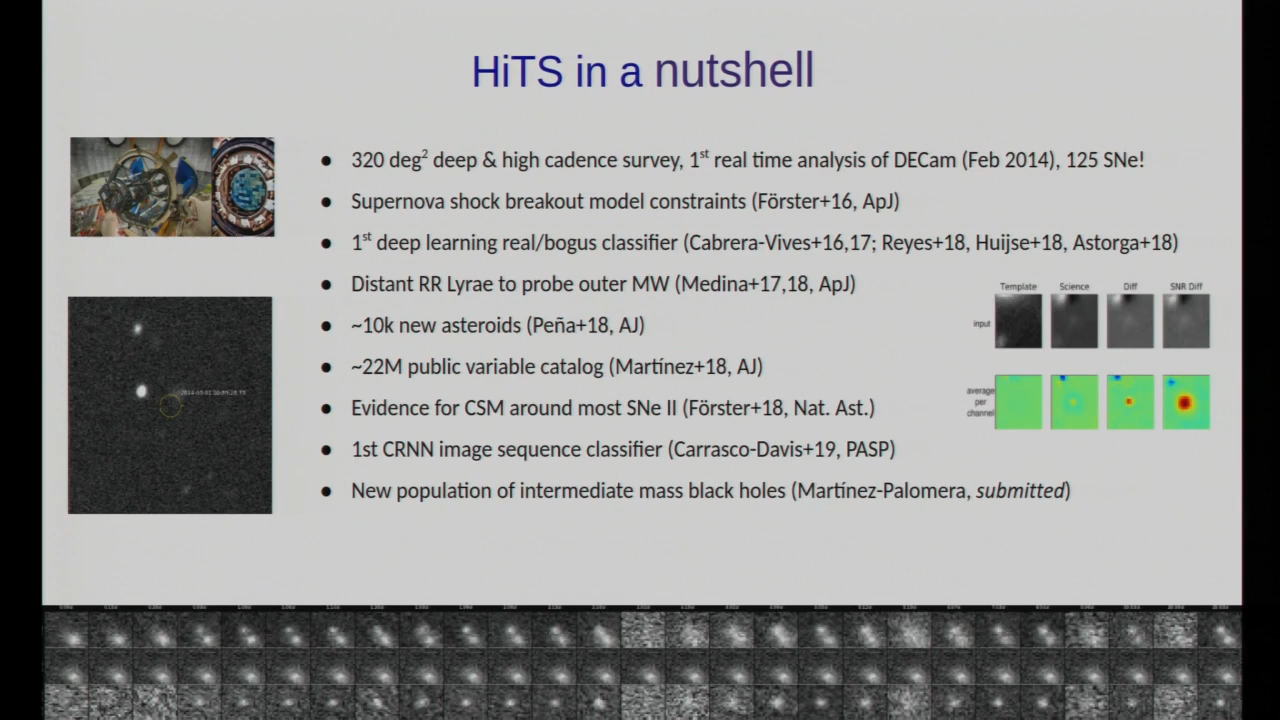 HiTS in a nutshell
● 320 deg2 deep & high cadence survey, 1st real time analysis of DECam (Feb 2014), 125 SNe!
● Supernova shock breakout model constraints (Förster+16, ApJ)
● 1st deep learning real/bogus classifier (Cabrera-Vives+16,17; Reyes+18, Huijse+18, Astorga+18)
● Distant RR Lyrae to probe outer MW (Medina+17,18, ApJ)
● ~10k new asteroids (Peña+18, AJ)
● ~22M public variable catalog (Martínez+18, AJ)
● Evidence for CSM around most SNe II (Förster+18, Nat. Ast.)
● 1st CRNN image sequence classifier (Carrasco-Davis+19, PASP)
● New population of intermediate mass black holes (Martínez-Palomera, submitted)
Template Science Diff SNR Diff
input
average
per
channel